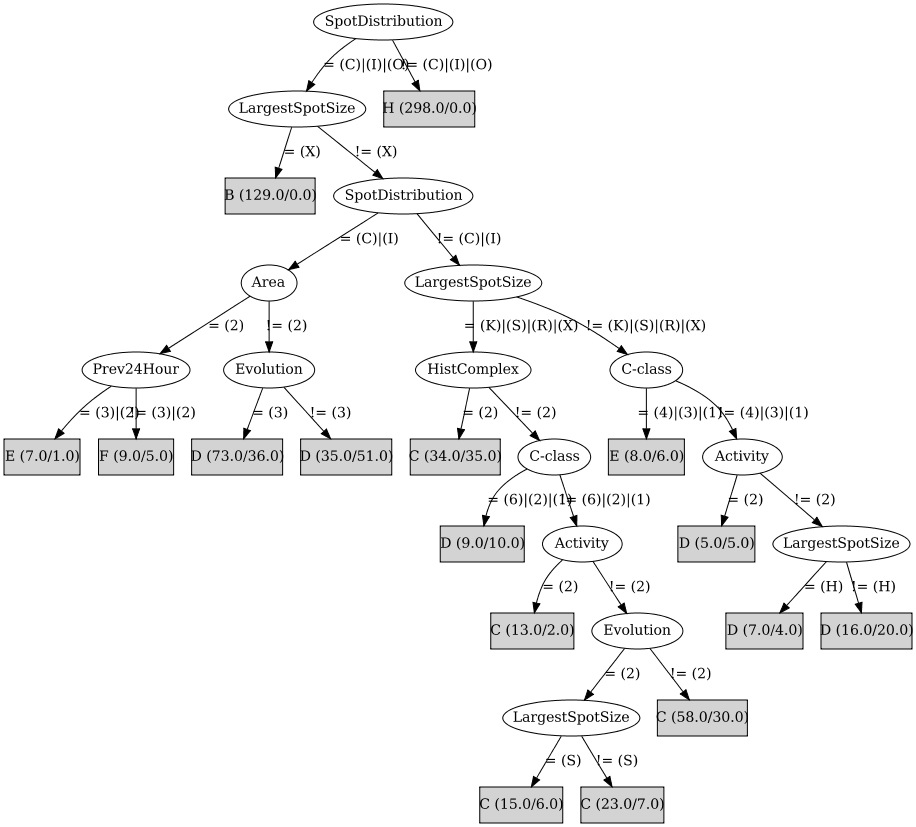 SpotDistribution
= (C)|(I)|(O)
!= (C)|(I)|(O)
LargestSpotSize
H (298.0/0.0)
= (X)
!= (X)
B (129.0/0.0)
SpotDistribution
= (C)|(I)
!= (C)|(I)
Area
LargestSpotSize
= (2)
!= (2)
= (K)|(S)|(R)|(X)
!= (K)|(S)|(R)|(X)
Prev24Hour
Evolution
HistComplex
C-class
= (3)|(2)
!= (3)|(2)
= (3)
!= (3)
= (2)
!= (2)
= (4)|(3)|(1)
!= (4)|(3)|(1)
E (7.0/1.0)
F (9.0/5.0)
D (73.0/36.0)
D (35.0/51.0)
C (34.0/35.0)
C-class
E (8.0/6.0)
Activity
= (6)|(2)|(1)
!= (6)|(2)|(1)
= (2)
!= (2)
D (9.0/10.0)
Activity
D (5.0/5.0)
LargestSpotSize
= (2)
!= (2)
= (H)
!= (H)
C (13.0/2.0)
Evolution
D (7.0/4.0)
D (16.0/20.0)
= (2)
!= (2)
LargestSpotSize
C (58.0/30.0)
= (S)
!= (S)
C (15.0/6.0)
C (23.0/7.0)